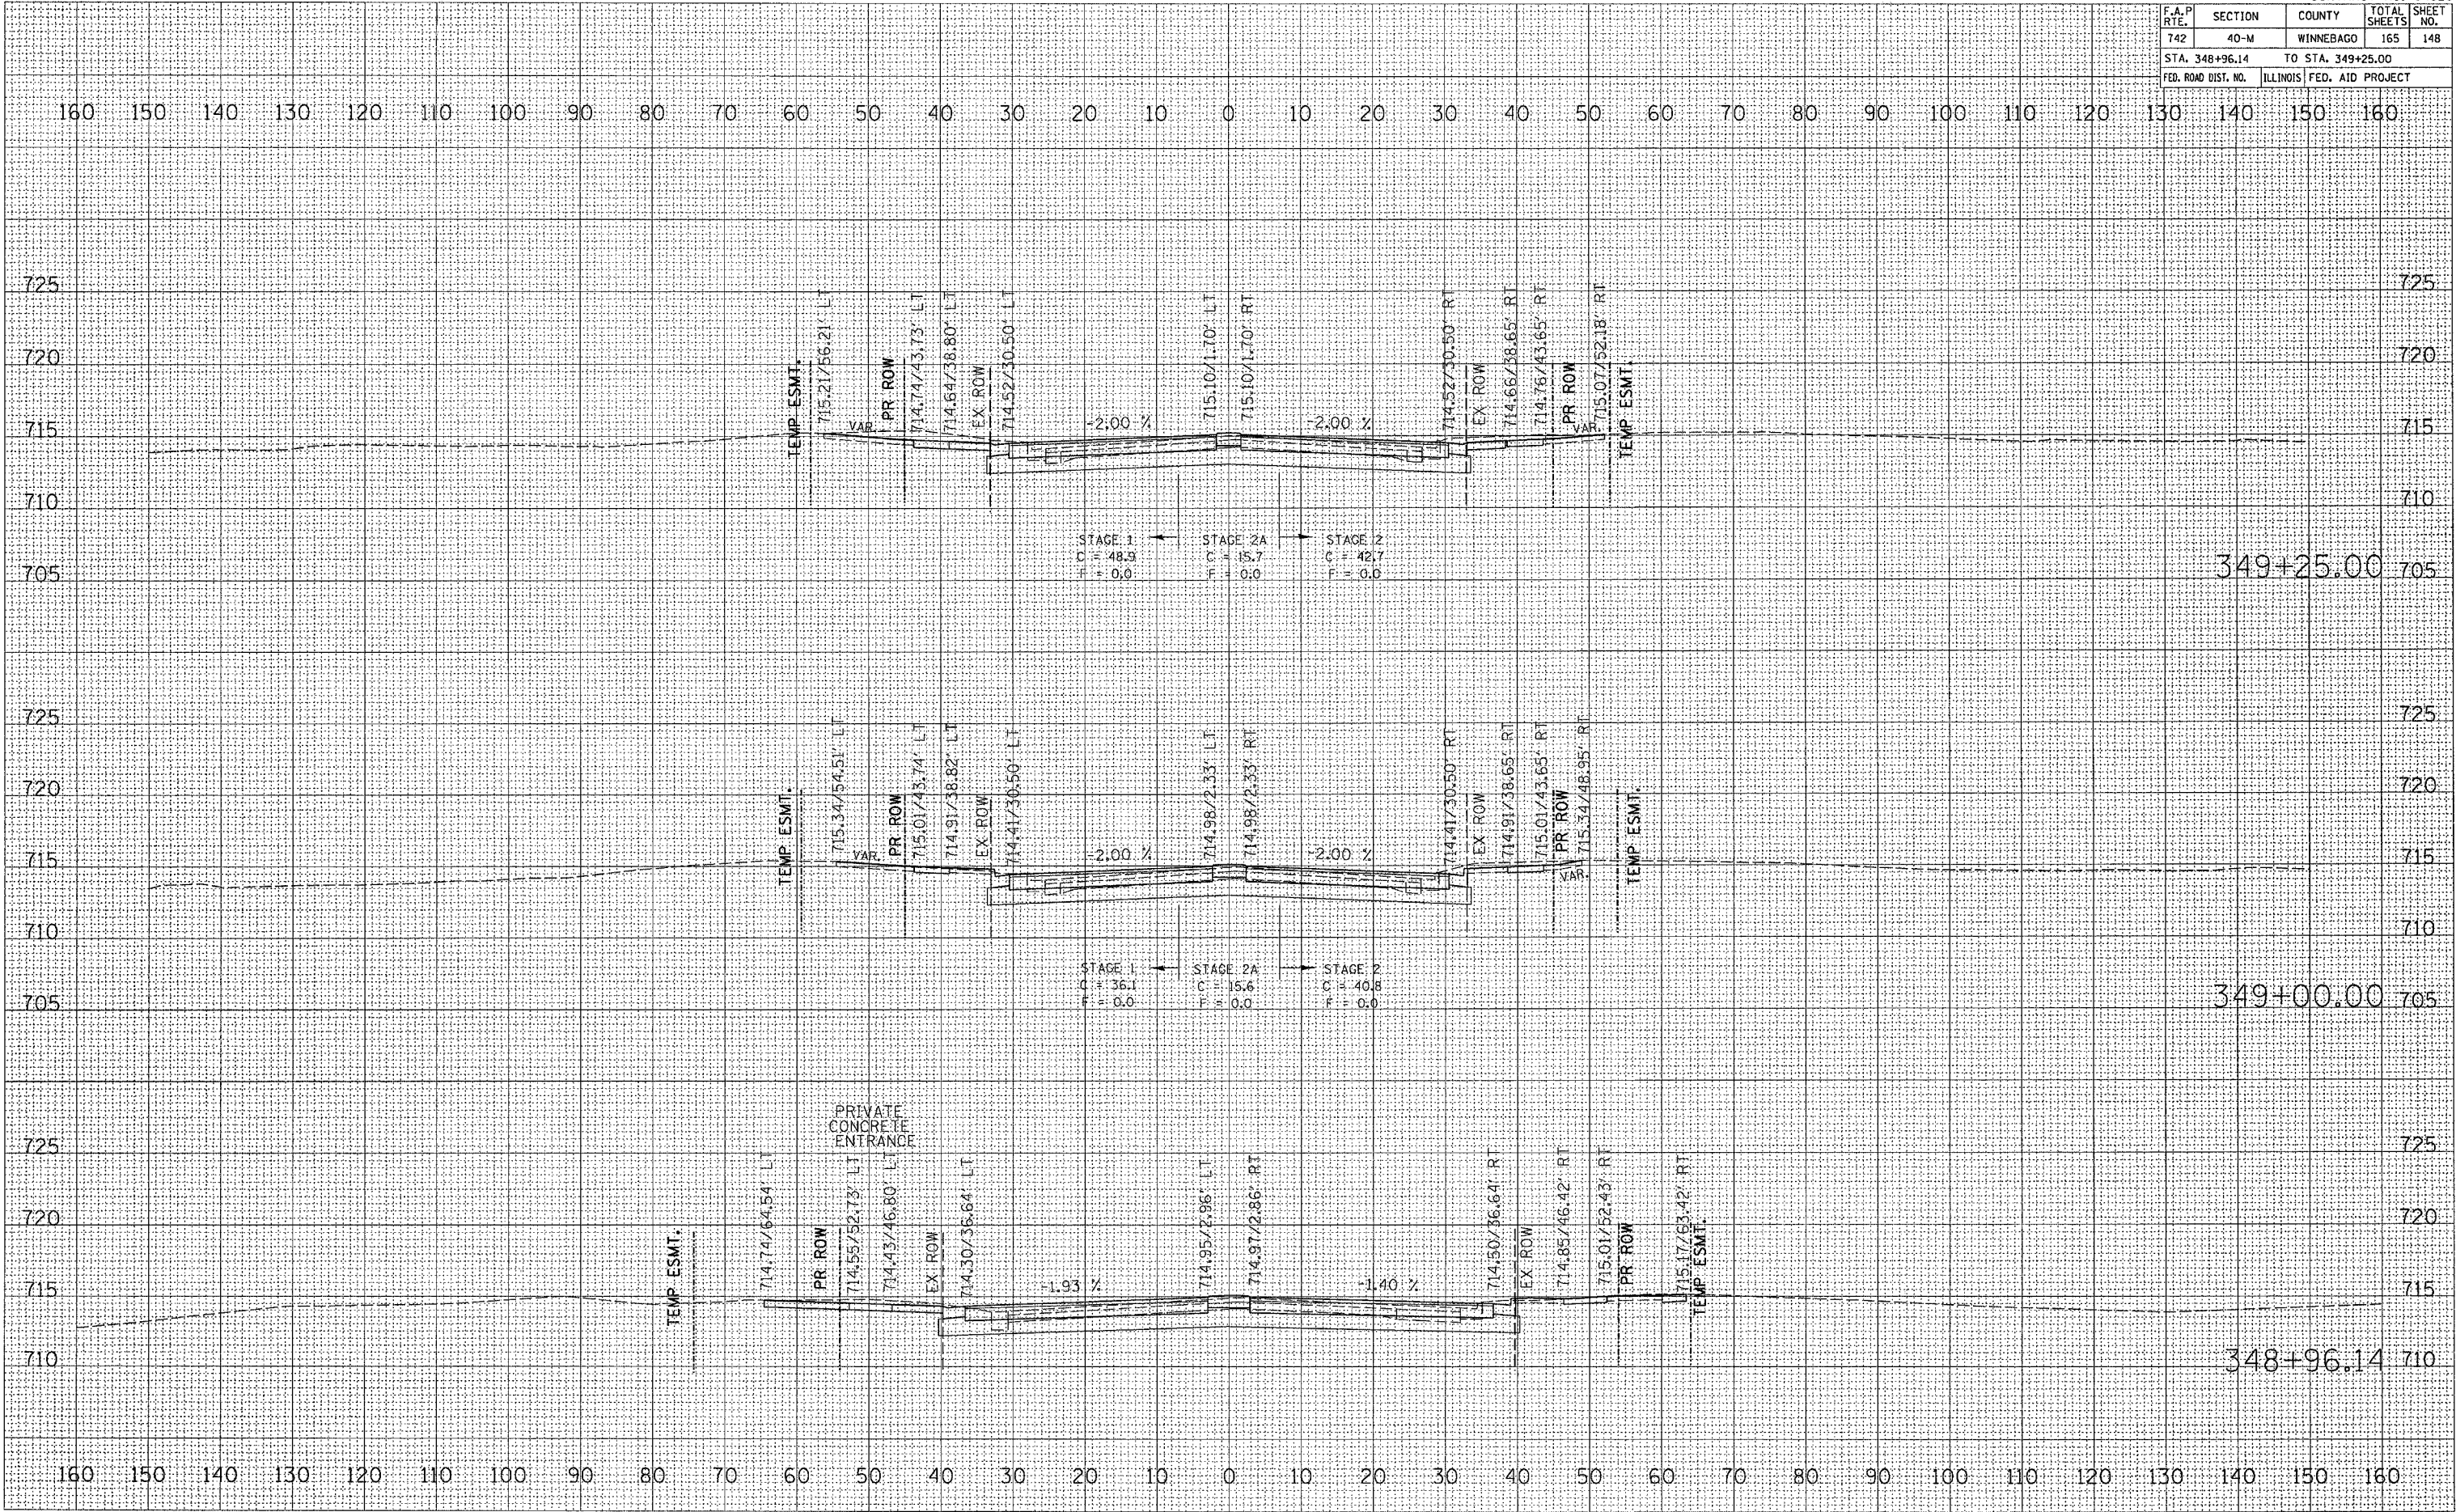 F.A.P RTE. SECTION COUNTY TOTAL SHEETS SHEET NO.
742 40-M WINNEBAGO 165 148
STA. 348+96.14 TO STA. 349+25.00
FED. ROAD DIST. NO. ILLINOIS FED. AID PROJECT
160 150 140 130 120 110 100 90 80 70 60 50 40 30 20 10 0 10 20 30 40 50 60 70 80 90 100 110 120 130 140 150 160
725 725
720 720
715 715
710 710
705 705
TEMP ESMT.
715.21/56.21' LT
PR ROW
714.74/43.73' LT
714.64/38.80' LT
EX ROW
714.52/30.50' LT
715.10/1.70' LT
715.10/1.70' RT
714.52/30.50' RT
EX ROW
714.66/38.65' RT
714.76/43.65' RT
PR ROW
715.07/52.18' RT
TEMP ESMT.
VAR. -2.00 % -2.00 % VAR.
STAGE 1 STAGE 2A STAGE 2
C = 48.9 C = 15.7 C = 42.7
F = 0.0 F = 0.0 F = 0.0
349+25.00
725 725
720 720
715 715
710 710
705 705
TEMP ESMT.
715.34/54.51' LT
PR ROW
715.01/43.74' LT
714.91/38.82' LT
EX ROW
714.41/30.50' LT
714.98/2.33' LT
714.98/2.33' RT
714.41/30.50' RT
EX ROW
714.91/38.65' RT
715.01/43.65' RT
PR ROW
715.34/48.95' RT
TEMP ESMT.
VAR. -2.00 % -2.00 % VAR.
STAGE 1 STAGE 2A STAGE 2
C = 36.1 C = 15.6 C = 40.8
F = 0.0 F = 0.0 F = 0.0
349+00.00
PRIVATE
CONCRETE
ENTRANCE
725 725
720 720
715 715
710 710
TEMP ESMT.
714.74/64.54' LT
PR ROW
714.55/52.73' LT
714.43/46.80' LT
EX ROW
714.30/36.64' LT
714.95/2.96' LT
714.97/2.86' RT
714.50/36.64' RT
EX ROW
714.85/46.42' RT
715.01/52.43' RT
PR ROW
715.17/63.42' RT
TEMP ESMT.
-1.93 % -1.40 %
348+96.14
160 150 140 130 120 110 100 90 80 70 60 50 40 30 20 10 0 10 20 30 40 50 60 70 80 90 100 110 120 130 140 150 160